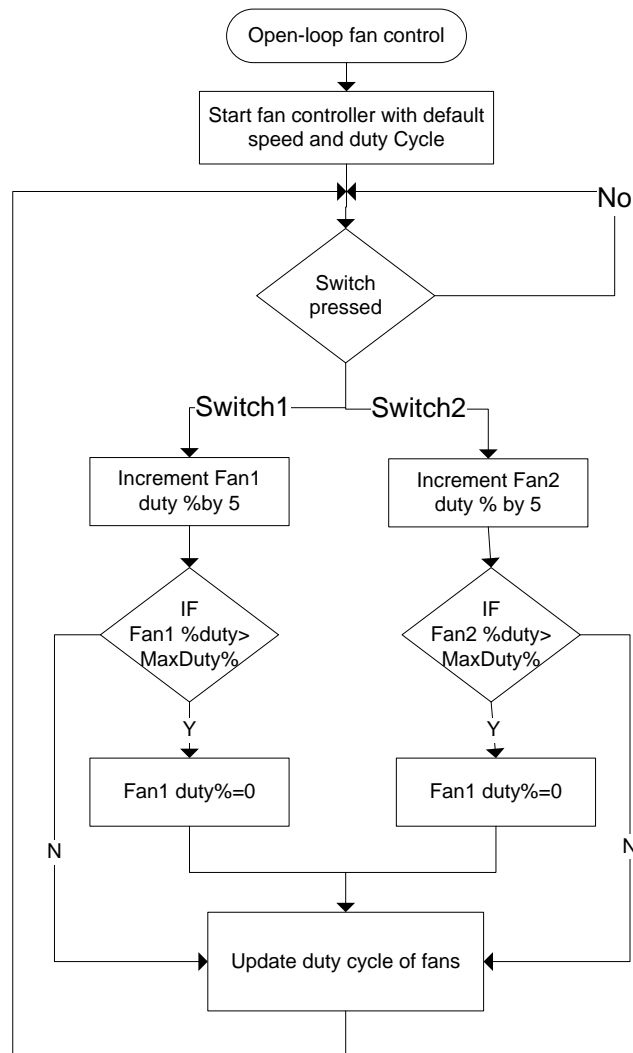 Open-loop fan control
Start fan controller with default
speed and duty Cycle
No
Switch
pressed
Switch1
Switch2
Increment Fan1
duty %by 5
Increment Fan2
duty % by 5
IF
Fan1 %duty>
MaxDuty%
IF
Fan2 %duty>
MaxDuty%
Y
Y
Fan1 duty%=0
Fan1 duty%=0
N
N
Update duty cycle of fans